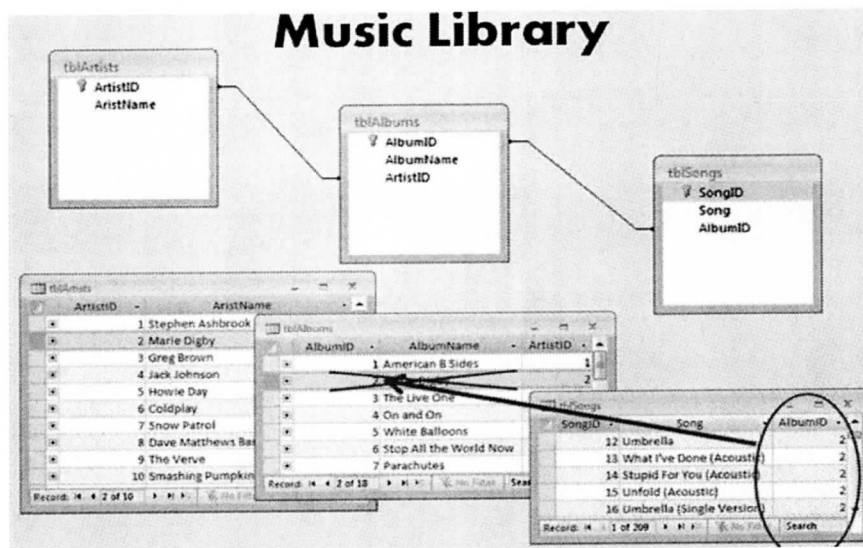 Music Library
tblArtists
ArtistID
AristName
tblAlbums
AlbumID
AlbumName
ArtistID
tblSongs
SongID
Song
AlbumID
tblArtists
ArtistID AristName
1 Stephen Ashbrook
2 Marie Digby
3 Greg Brown
4 Jack Johnson
5 Howie Day
6 Coldplay
7 Snow Patrol
8 Dave Matthews Ban
9 The Verve
10 Smashing Pumpkin
Record: 2 of 10 No Filter
tblAlbums
AlbumID AlbumName ArtistID
1 American B Sides 1
2 2
3 The Live One
4 On and On
5 White Balloons
6 Stop All the World Now
7 Parachutes
Record: 2 of 18 No Filter Sea
tblSongs
SongID Song AlbumID
12 Umbrella 2
13 What I've Done (Acoustic) 2
14 Stupid For You (Acoustic) 2
15 Unfold (Acoustic) 2
16 Umbrella (Single Version) 2
Record: 1 of 209 No Filter Search